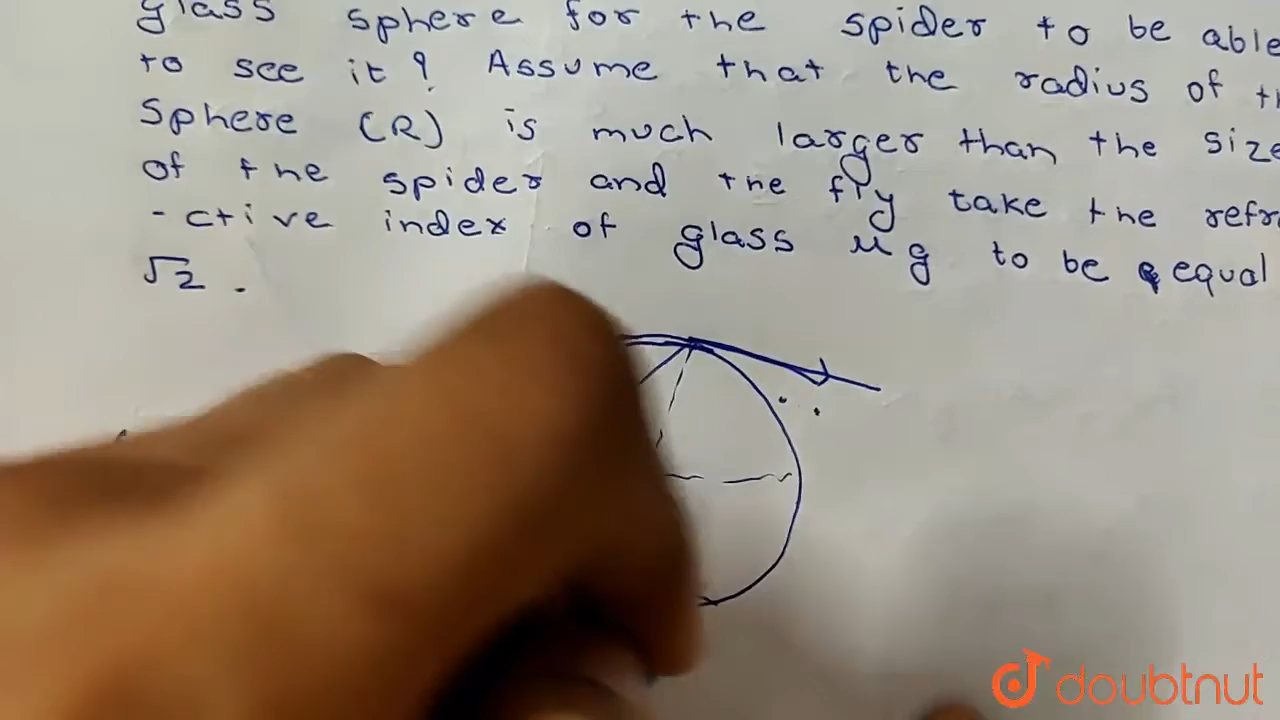 glass sphere for the spider to be able
to see it? Assume that the radius of
Sphere (R) is much larger than the size
of the spider and the fly take the refr
-ctive index of glass μg to be equal
√2.
doubtnut